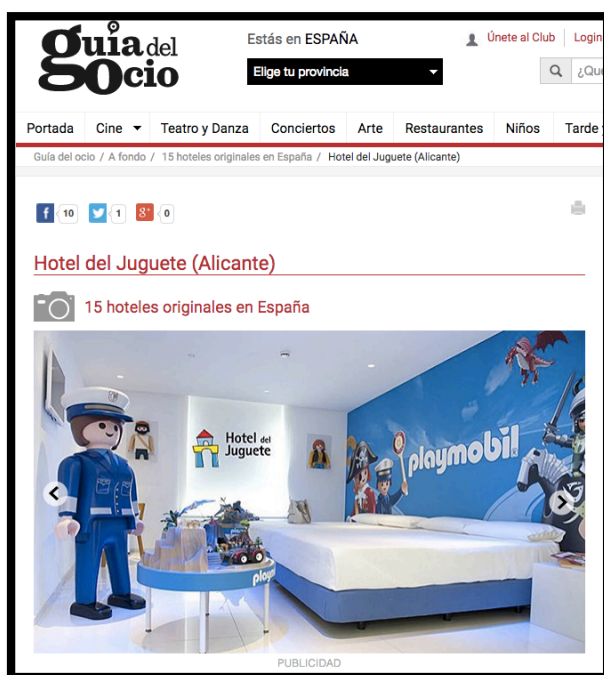 Guía del Ocio
Estás en ESPAÑA
Únete al Club
Login
Elige tu provincia
Portada Cine Teatro y Danza Conciertos Arte Restaurantes Niños
Guía del ocio / A fondo / 15 hoteles originales en España / Hotel del Juguete (Alicante)
10 1 0
Hotel del Juguete (Alicante)
15 hoteles originales en España
Hotel del
Juguete
playmobil
PUBLICIDAD